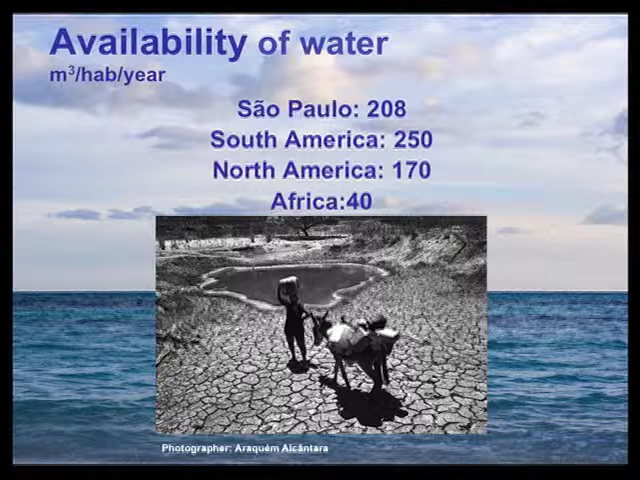 Availability of water
m³/hab/year
São Paulo: 208
South America: 250
North America: 170
Africa:40
Photographer: Araquém Alcântara